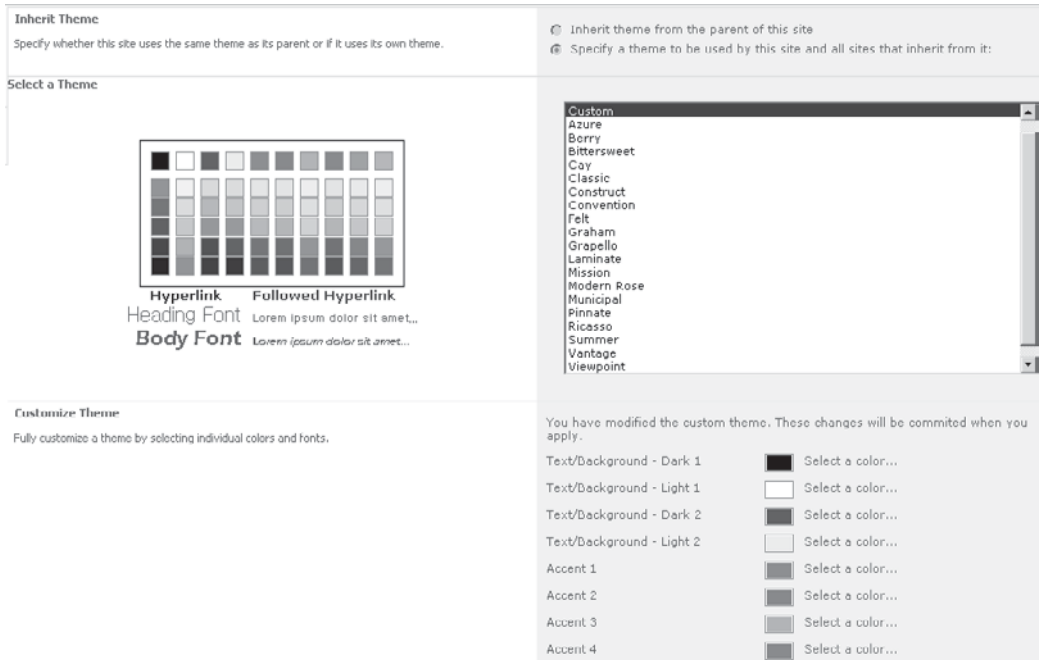 Inherit Theme
Specify whether this site uses the same theme as its parent or if it uses its own theme.
Inherit theme from the parent of this site
Specify a theme to be used by this site and all sites that inherit from it:
Select a Theme
Custom
Azure
Berry
Bittersweet
Cay
Classic
Construct
Convention
Felt
Graham
Grapello
Laminate
Mission
Modern Rose
Municipal
Pinnate
Ricasso
Summer
Vantage
Viewpoint
Hyperlink Followed Hyperlink
Heading Font Lorem ipsum dolor sit amet...
Body Font Lorem ipsum dolor sit amet...
Customize Theme
Fully customize a theme by selecting individual colors and fonts.
You have modified the custom theme. These changes will be commited when you
apply.
Text/Background - Dark 1 Select a color...
Text/Background - Light 1 Select a color...
Text/Background - Dark 2 Select a color...
Text/Background - Light 2 Select a color...
Accent 1 Select a color...
Accent 2 Select a color...
Accent 3 Select a color...
Accent 4 Select a color...